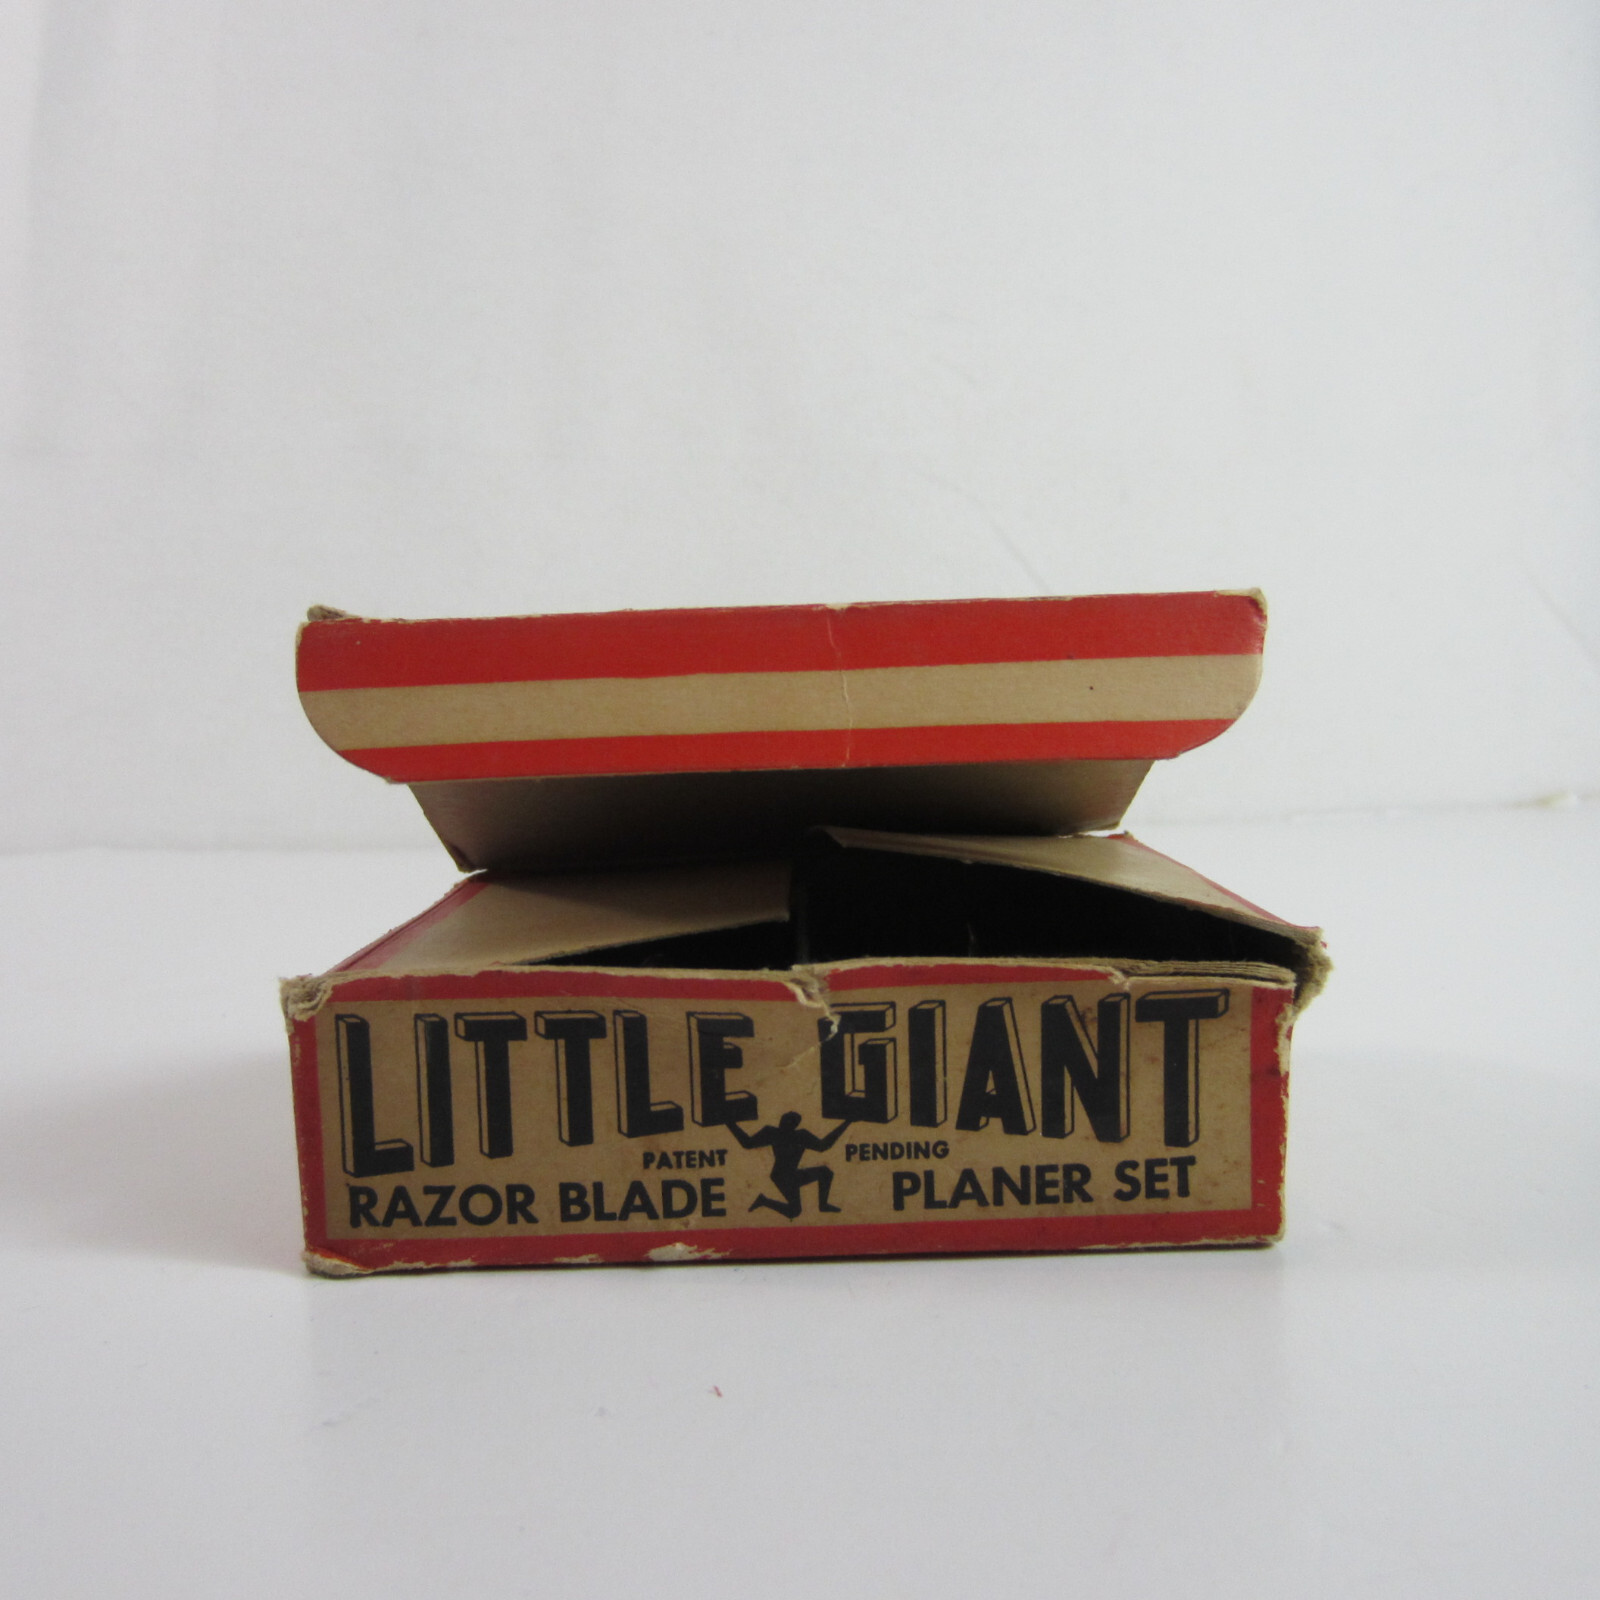 LITTLE GIANT
PATENT PENDING
RAZOR BLADE PLANER SET